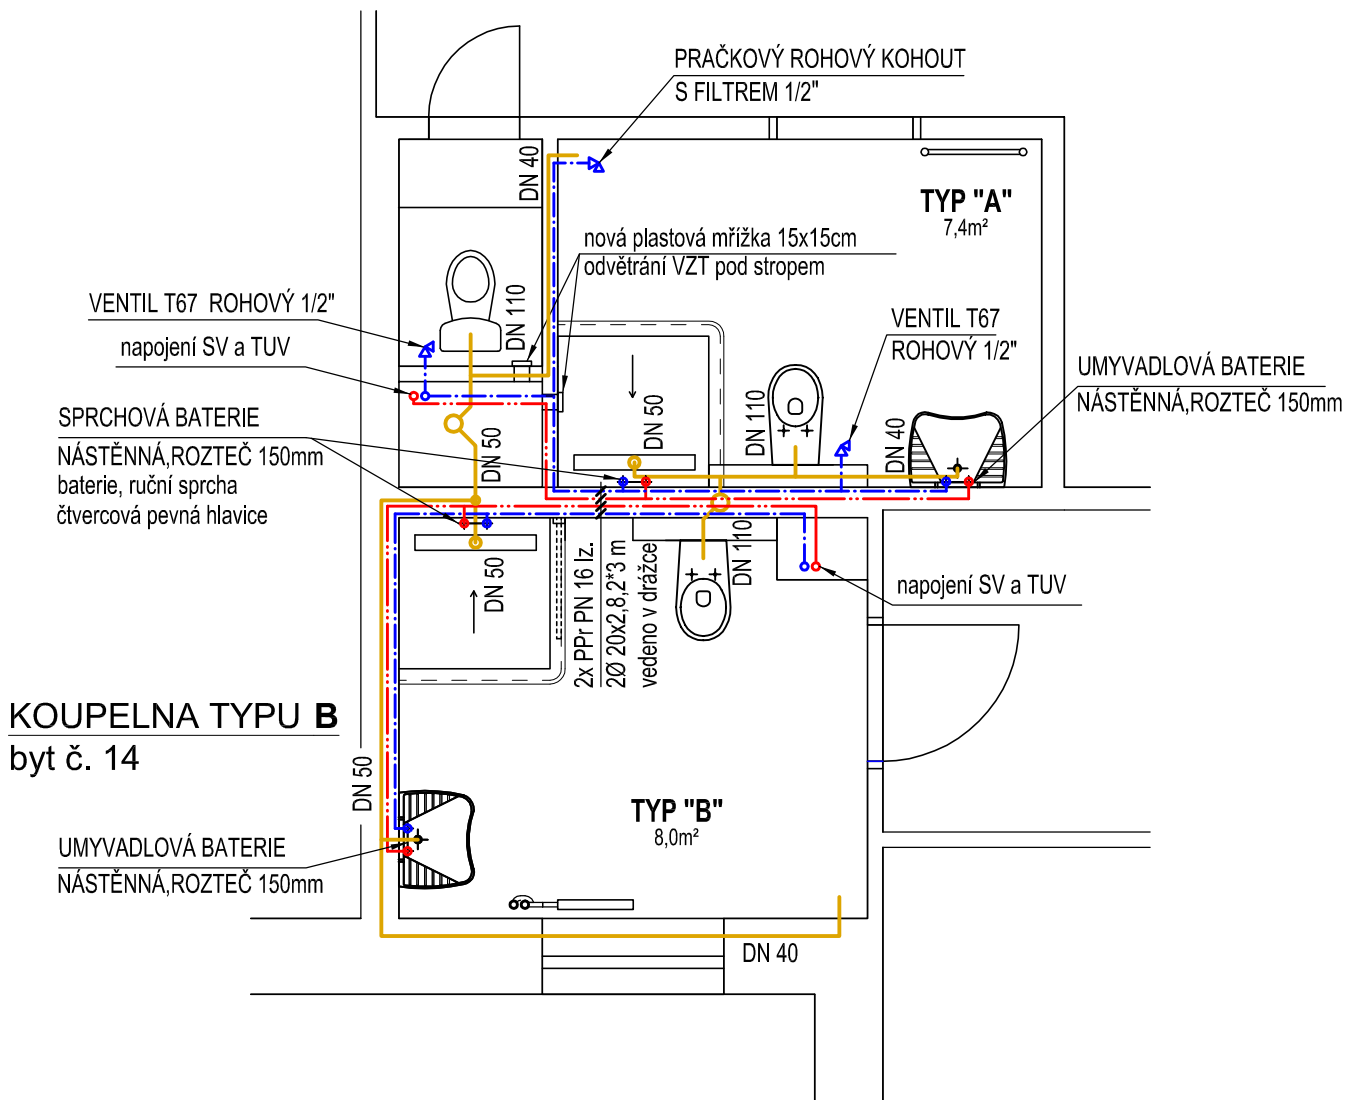 PRAČKOVÝ ROHOVÝ KOHOUT
S FILTREM 1/2"
DN 40
TYP "A"
7,4m²
nová plastová mřížka 15x15cm
odvětrání VZT pod stropem
VENTIL T67 ROHOVÝ 1/2"
DN 110
napojení SV a TUV
VENTIL T67
ROHOVÝ 1/2"
UMYVADLOVÁ BATERIE
NÁSTĚNNÁ,ROZTEČ 150mm
SPRCHOVÁ BATERIE
NÁSTĚNNÁ,ROZTEČ 150mm
baterie, ruční sprcha
čtvercová pevná hlavice
DN 50
DN 50
DN 110
DN 40
DN 50
2x PPr PN 16 Iz.
2Ø 20x2,8,2*3 m
vedeno v drážce
DN 110
napojení SV a TUV
KOUPELNA TYPU B
byt č. 14
DN 50
TYP "B"
8,0m²
UMYVADLOVÁ BATERIE
NÁSTĚNNÁ,ROZTEČ 150mm
DN 40